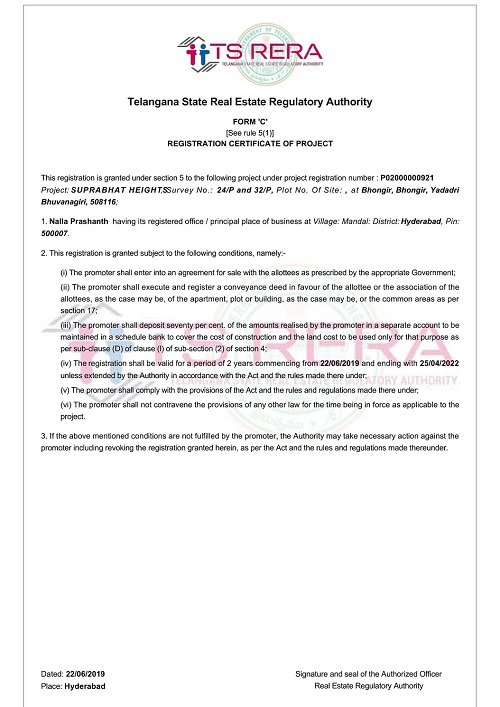 TS RERA
TELANGANA STATE REAL ESTATE REGULATORY AUTHORITY
Telangana State Real Estate Regulatory Authority
FORM 'C'
[See rule 5(1)]
REGISTRATION CERTIFICATE OF PROJECT
This registration is granted under section 5 to the following project under project registration number : P02000000921
Project: SUPRABHAT HEIGHTS, Survey No.: 24/P and 32/P, Plot No. Of Site: , at Bhongir, Bhongir, Yadadri
Bhuvanagiri, 508116;
1. Nalla Prashanth having its registered office / principal place of business at Village: Mandal: District: Hyderabad, Pin:
500007.
2. This registration is granted subject to the following conditions, namely:-
(i) The promoter shall enter into an agreement for sale with the allottees as prescribed by the appropriate Government;
(ii) The promoter shall execute and register a conveyance deed in favour of the allottee or the association of the
allottees, as the case may be, of the apartment, plot or building, as the case may be, or the common areas as per
section 17;
(iii) The promoter shall deposit seventy per cent. of the amounts realised by the promoter in a separate account to be
maintained in a schedule bank to cover the cost of construction and the land cost to be used only for that purpose as
per sub-clause (D) of clause (l) of sub-section (2) of section 4;
(iv) The registration shall be valid for a period of 2 years commencing from 22/06/2019 and ending with 25/04/2022
unless extended by the Authority in accordance with the Act and the rules made there under;
(v) The promoter shall comply with the provisions of the Act and the rules and regulations made there under;
(vi) The promoter shall not contravene the provisions of any other law for the time being in force as applicable to the
project.
3. If the above mentioned conditions are not fulfilled by the promoter, the Authority may take necessary action against the
promoter including revoking the registration granted herein, as per the Act and the rules and regulations made thereunder.
Dated: 22/06/2019
Place: Hyderabad
Signature and seal of the Authorized Officer
Real Estate Regulatory Authority